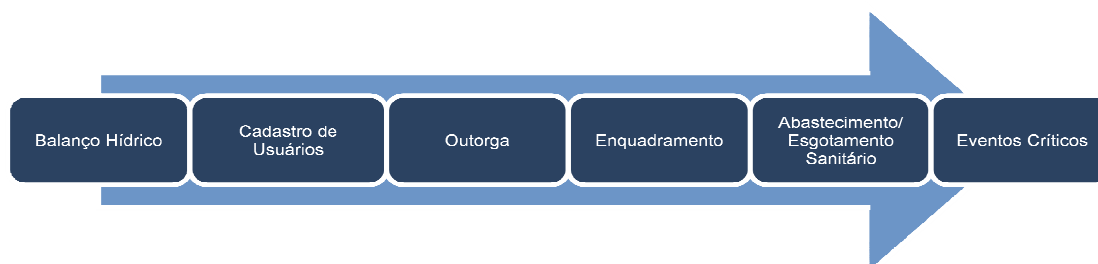 Balanço Hídrico
Cadastro de
Usuários
Outorga
Enquadramento
Abastecimento/
Esgotamento
Sanitário
Eventos Críticos